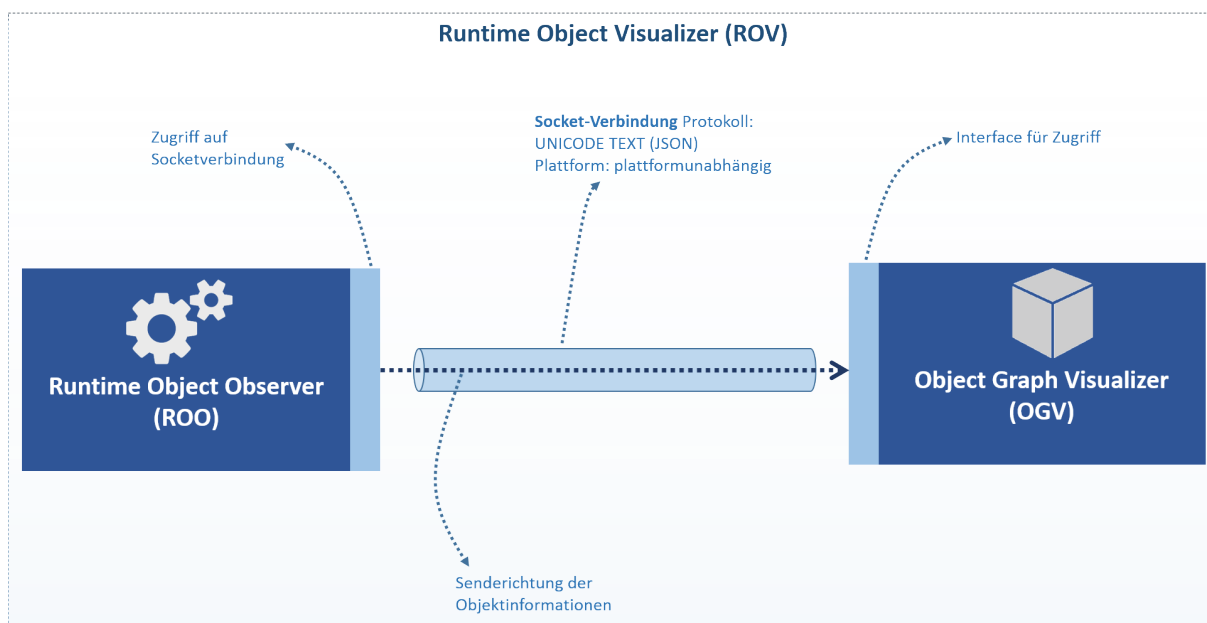 Runtime Object Visualizer (ROV)
Zugriff auf
Socketverbindung
Socket-Verbindung Protokoll:
UNICODE TEXT (JSON)
Plattform: plattformunabhängig
Interface für Zugriff
Runtime Object Observer
(ROO)
Object Graph Visualizer
(OGV)
Senderichtung der
Objektinformationen